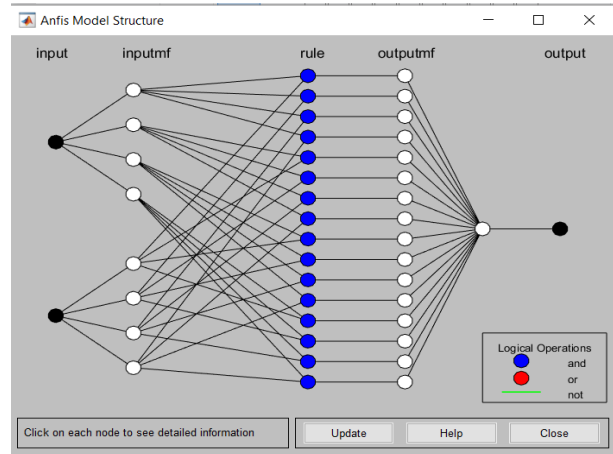 Anfis Model Structure
input inputmf rule outputmf output
Logical Operations
and
or
not
Click on each node to see detailed information Update Help Close